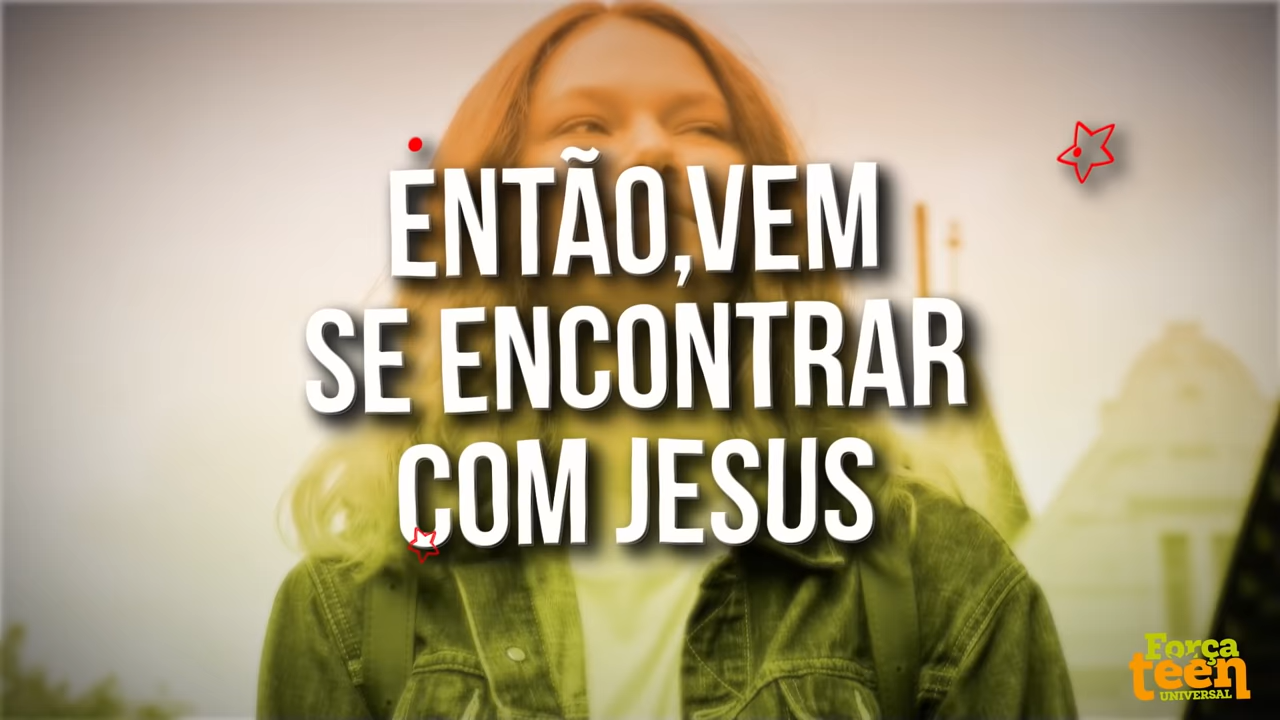 ENTÃO,VEM
SE ENCONTRAR
COM JESUS
Força
teen
UNIVERSAL